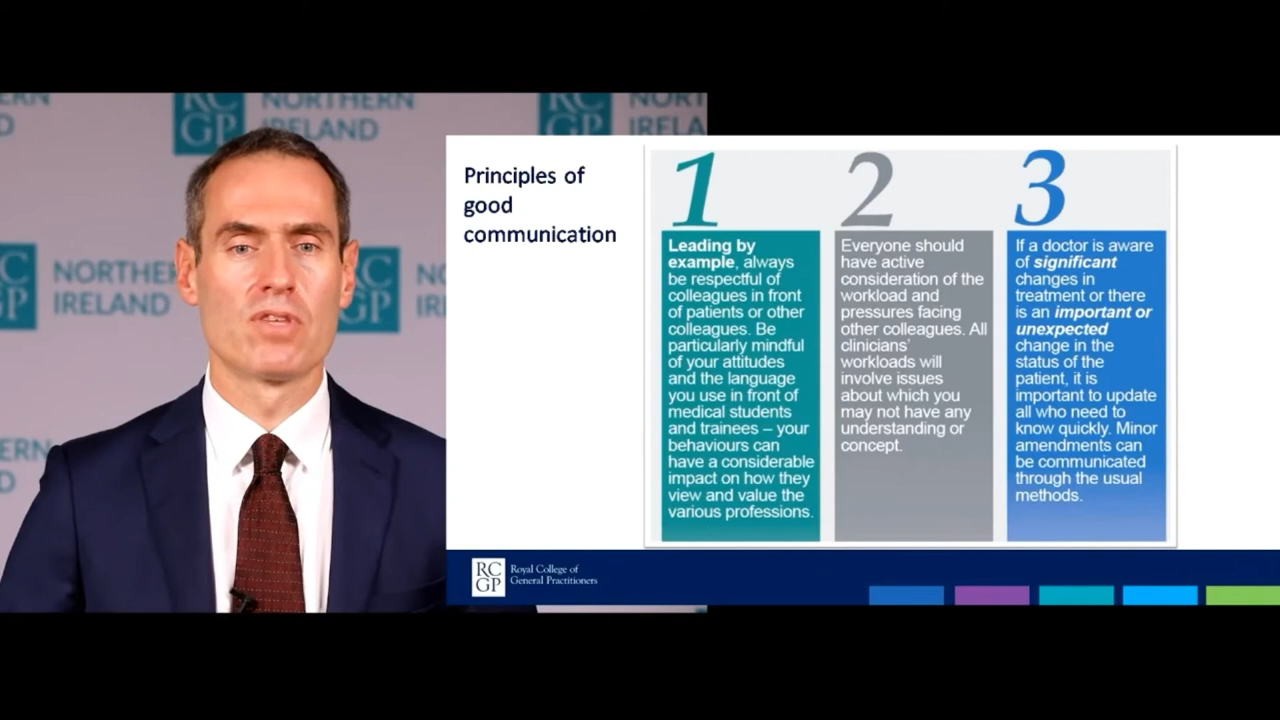 RC
GP
NORTHERN
IRELAND
RC
GP
NORTHERN
IRELAND
GP
Principles of
good
communication
1
Leading by
example, always
be respectful of
colleagues in front
of patients or other
colleagues. Be
particularly mindful
of your attitudes
and the language
you use in front of
medical students
and trainees – your
behaviours can
have a considerable
impact on how they
view and value the
various professions.
2
Everyone should
have active
consideration of the
workload and
pressures facing
other colleagues. All
clinicians'
workloads will
involve issues
about which you
may not have any
understanding or
concept.
3
If a doctor is aware
of significant
changes in
treatment or there
is an important or
unexpected
change in the
status of the
patient, it is
important to update
all who need to
know quickly. Minor
amendments can
be communicated
through the usual
methods.
RC
GP
Royal College of
General Practitioners